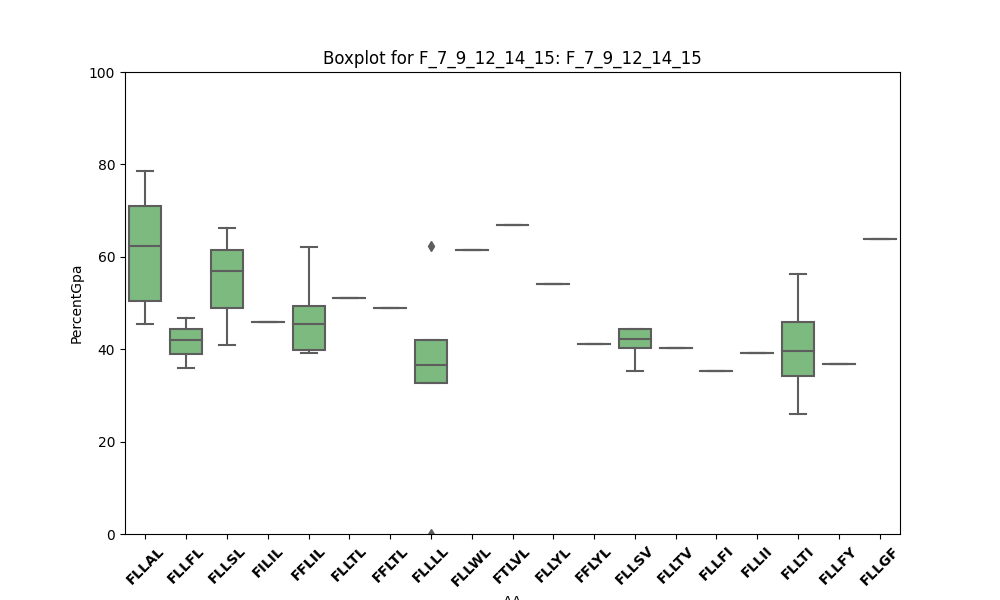 Boxplot for F_7_9_12_14_15: F_7_9_12_14_15
PercentGpa
100
80
60
40
20
0
FLLAL
FLLFL
FLLSL
FILIL
FFLIL
FLLTL
FFLTL
FLLLL
FLLWL
FTLVL
FLLYL
FFLYL
FLLSV
FLLTV
FLLFI
FLLII
FLLTI
FLLFY
FLLGF
AA